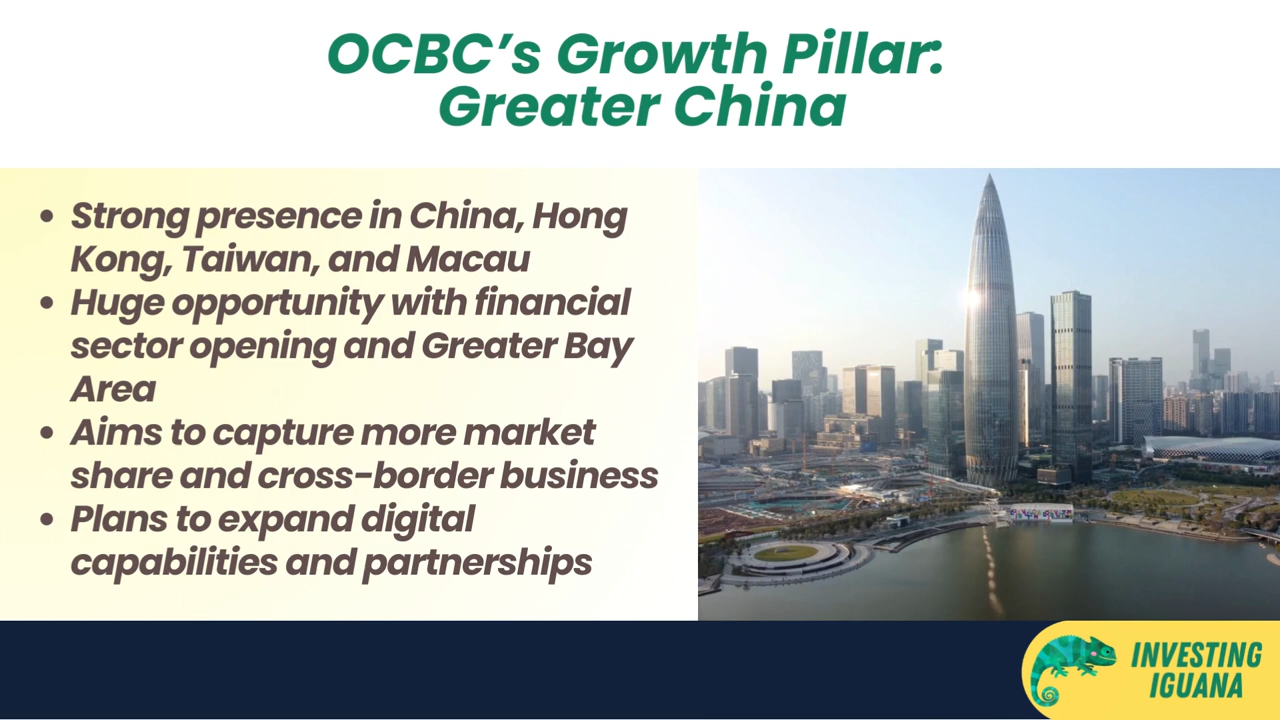 OCBC’s Growth Pillar:
Greater China
• Strong presence in China, Hong
Kong, Taiwan, and Macau
• Huge opportunity with financial
sector opening and Greater Bay
Area
• Aims to capture more market
share and cross-border business
• Plans to expand digital
capabilities and partnerships
INVESTING
IGUANA